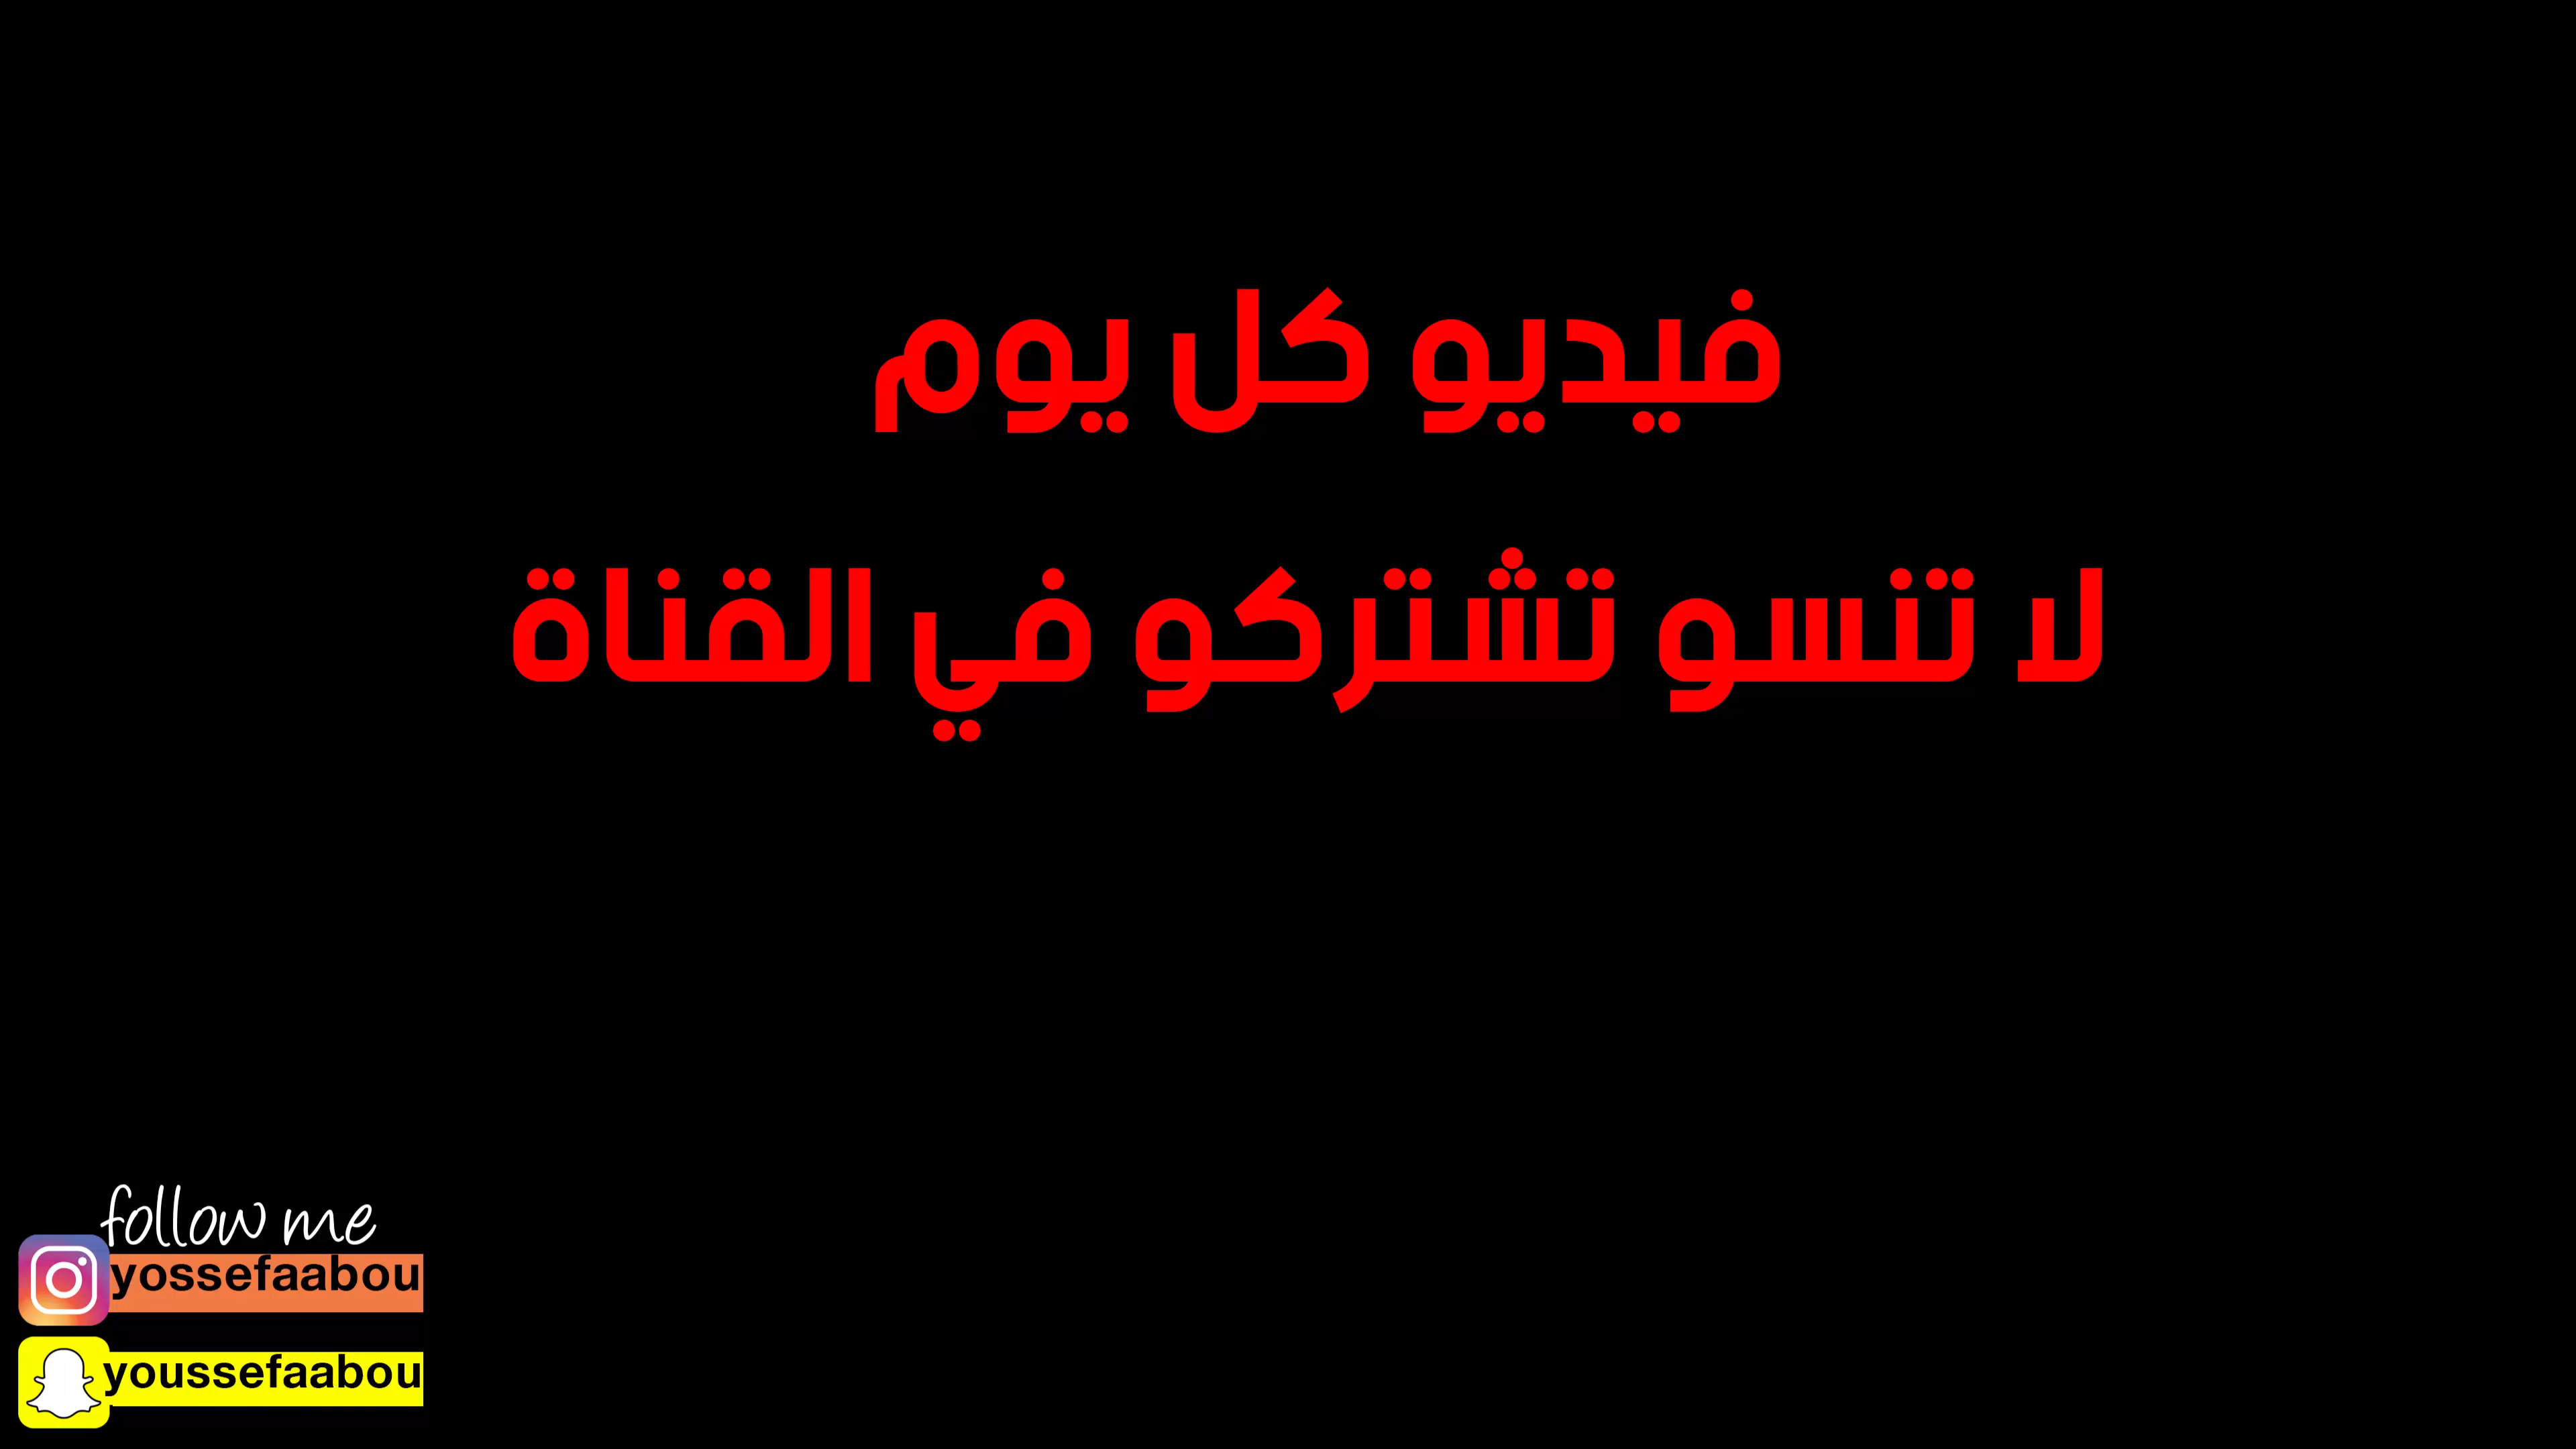 فيديو كل يوم
لا تنسو تشتركو في القناة
follow me
yossefaabou
youssefaabou